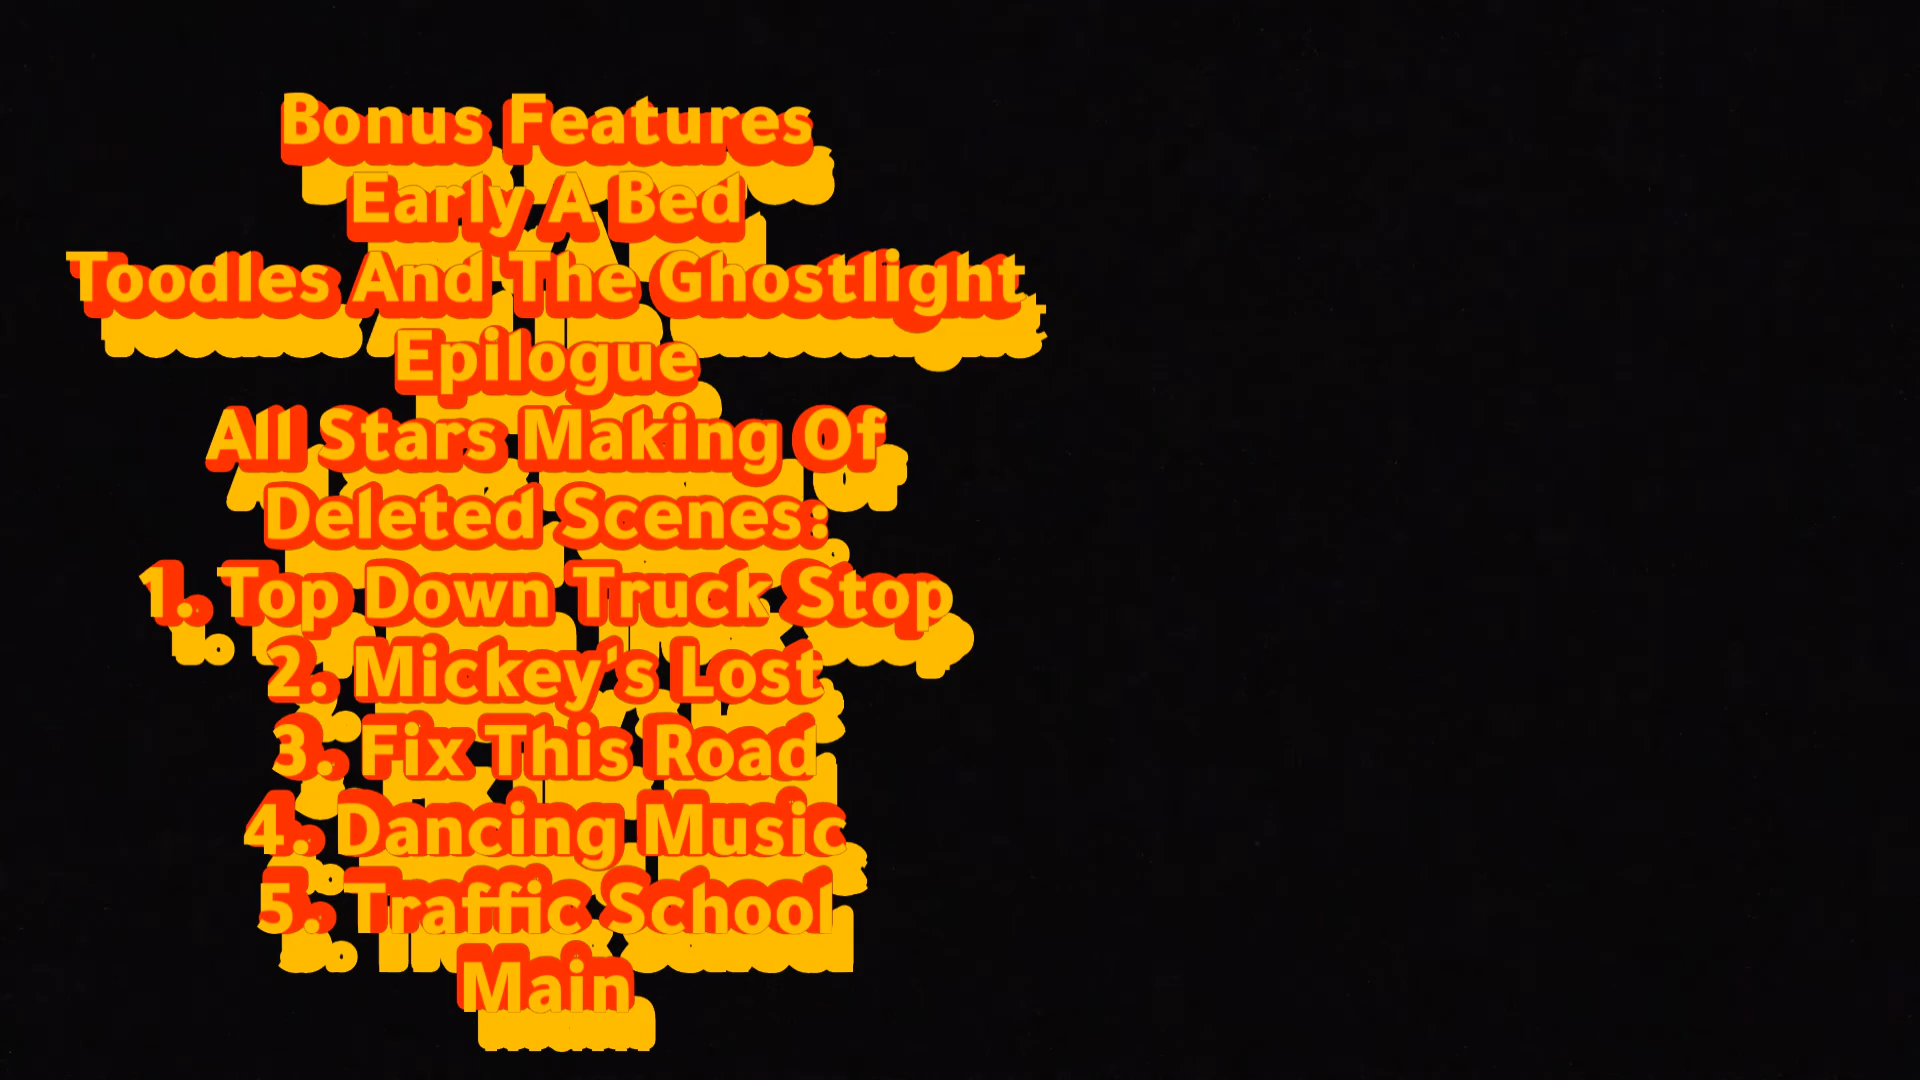 Bonus Features
Early A Bed
Toodles And The Ghostlight
Epilogue
All Stars Making Of
Deleted Scenes:
1. Top Down Truck Stop
2. Mickey's Lost
3. Fix This Road
4. Dancing Music
5. Traffic School
Main